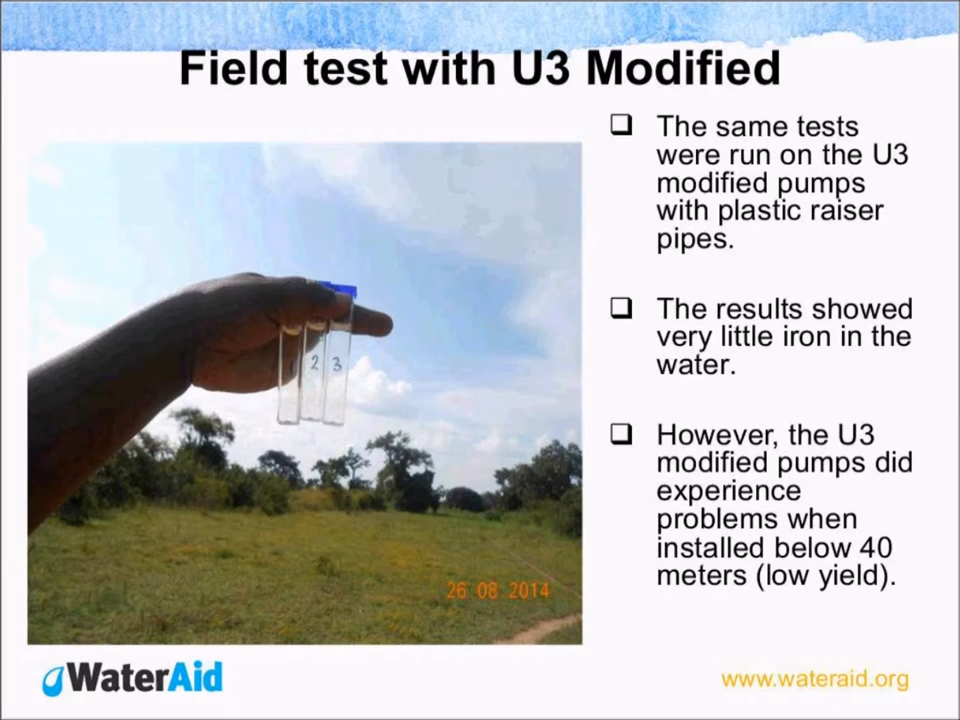 Field test with U3 Modified
❑ The same tests
were run on the U3
modified pumps
with plastic raiser
pipes.
❑ The results showed
very little iron in the
water.
❑ However, the U3
modified pumps did
experience
problems when
installed below 40
meters (low yield).
2 3
26 08 2014
WaterAid
www.wateraid.org